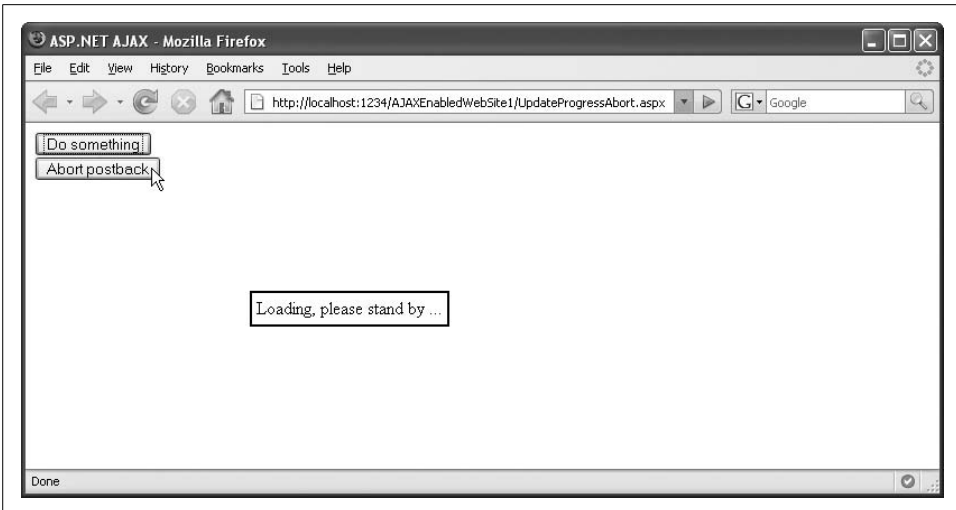 ASP.NET AJAX - Mozilla Firefox
File Edit View History Bookmarks Tools Help
http://localhost:1234/AJAXEnabledWebSite1/UpdateProgressAbort.aspx G Google
Do something
Abort postback
Loading, please stand by ...
Done